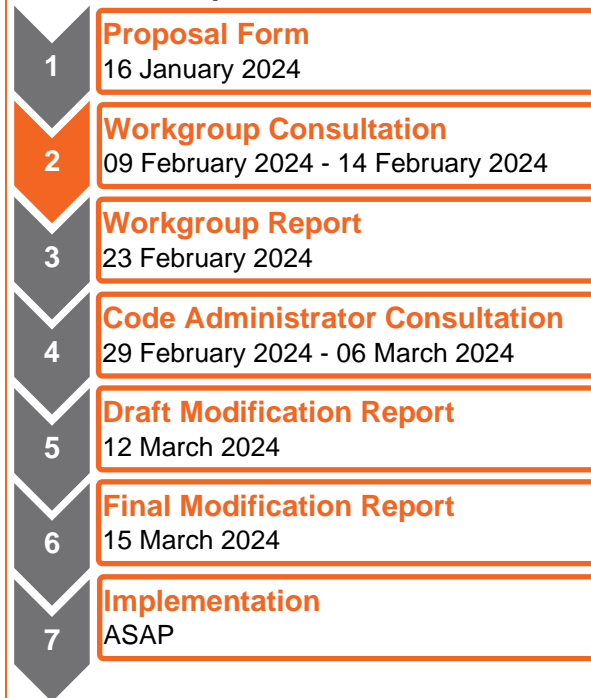 Proposal Form
1
16 January 2024
Workgroup Consultation
2
09 February 2024 - 14 February 2024
Workgroup Report
3
23 February 2024
Code Administrator Consultation
4
29 February 2024 - 06 March 2024
Draft Modification Report
5
12 March 2024
Final Modification Report
6
15 March 2024
Implementation
7
ASAP